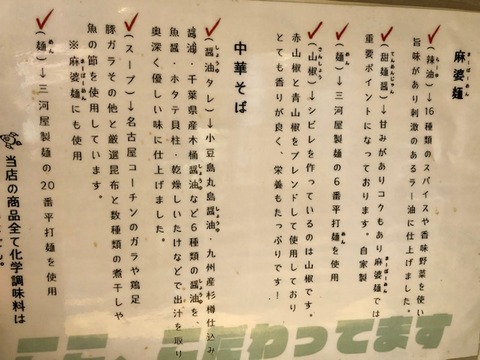 麻婆麺
(辣油)→16種類のスパイスや香味野菜を使い
旨味があり刺激のあるラー油に仕上げました。
(甜麺醤)→甘みがありコクもあり麻婆麺では
重要ポイントになっております。自家製
(麺)→三河屋製麺の6番平打麺を使用
(山椒)→シビレを作っているのは山椒です。
赤山椒と青山椒をブレンドして使用しており
とても香りが良く、栄養もたっぷりです!
中華そば
(醤油タレ)→小豆島丸島醤油・九州産杉樽仕込み
醤油・千葉県産木桶醤油など6種類の醤油を、
魚醤・ホタテ貝柱・乾燥しいたけなどで出汁を取り
奥深く優しい味に仕上げました。
(スープ)→名古屋コーチンのガラや鶏足
豚ガラその他と厳選昆布と数種類の煮干しや
魚の節を使用しています。
※麻婆麺にも使用
(麺)→三河屋製麺の20番平打麺を使用
当店の商品全て化学調味料は
こだわってます